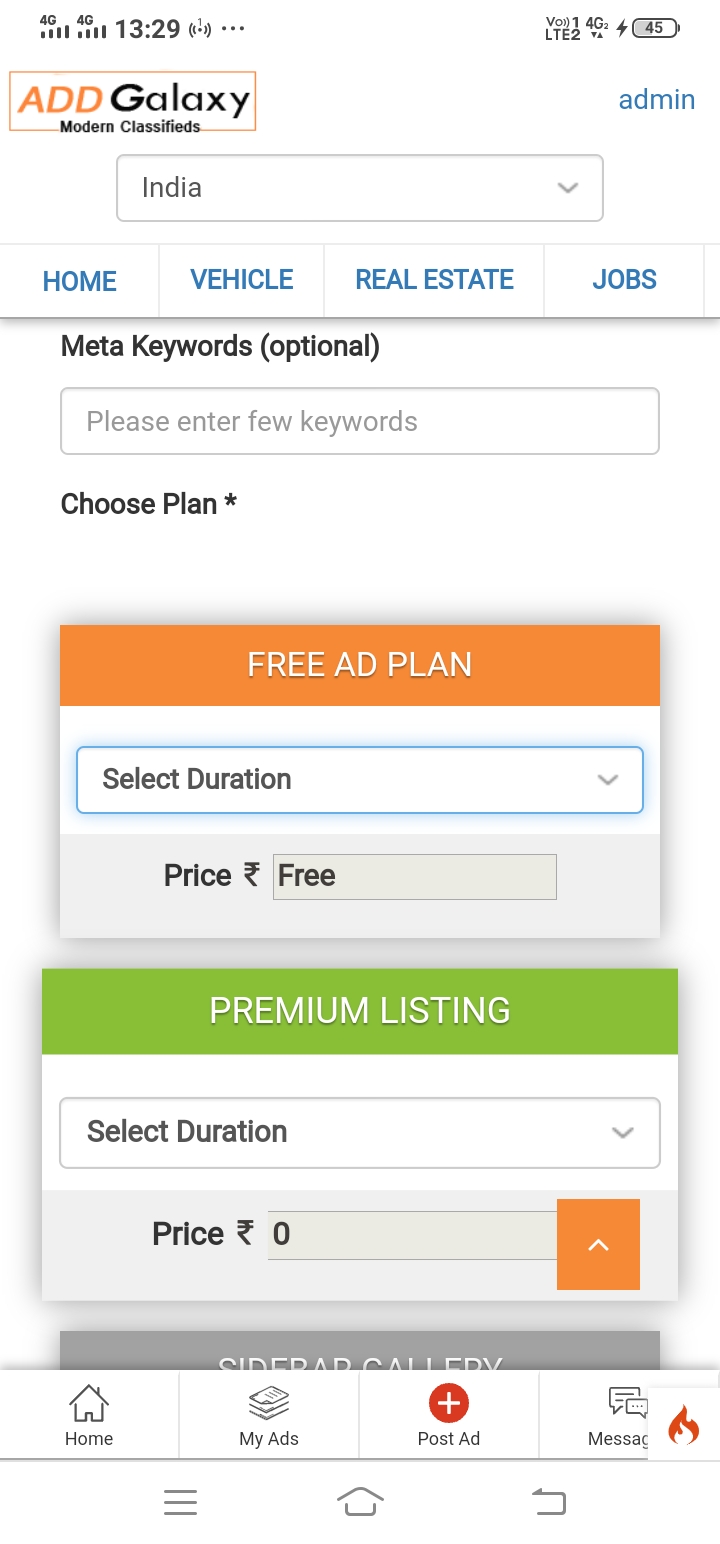 4G 4G 13:29 ... Vo)) 1 4G2 45
LTE2
ADD Galaxy
Modern Classifieds
admin
India
HOME VEHICLE REAL ESTATE JOBS
Meta Keywords (optional)
Please enter few keywords
Choose Plan *
FREE AD PLAN
Select Duration
Price ₹ Free
PREMIUM LISTING
Select Duration
Price ₹ 0
SIDEBAR GALLERY
Home My Ads Post Ad Messag